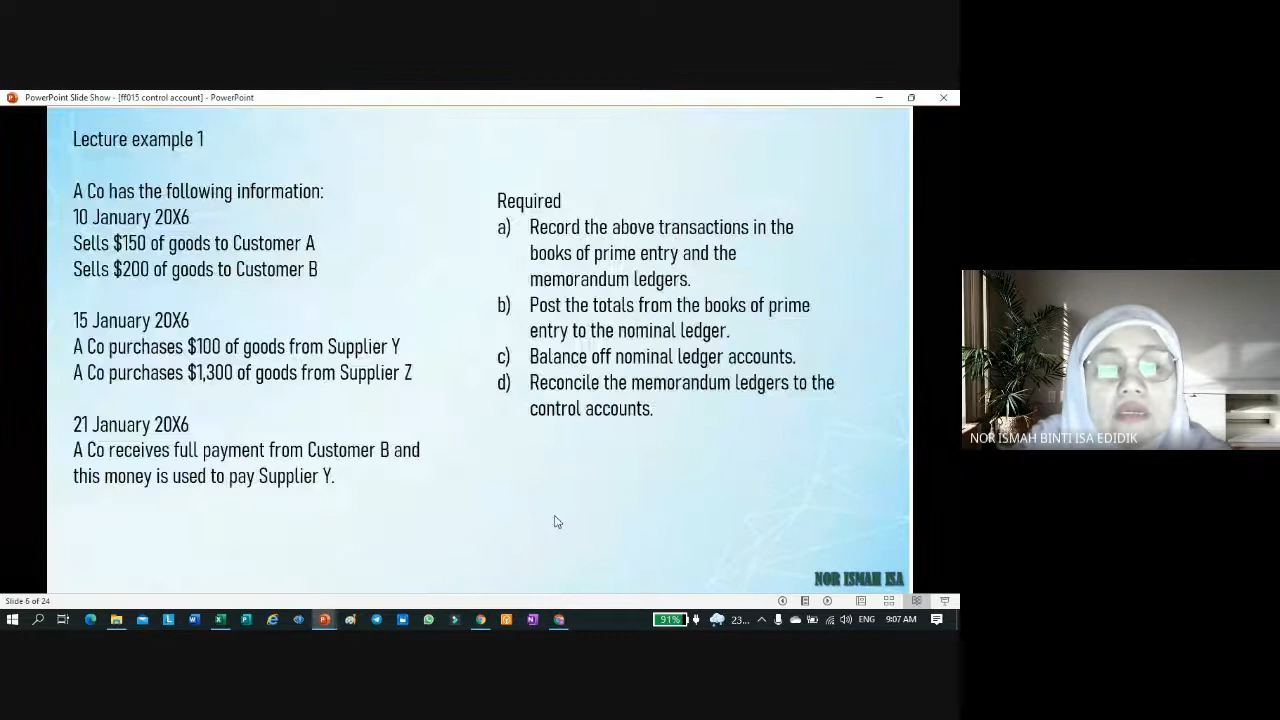 PowerPoint Slide Show - [ff015 control account] - PowerPoint
Lecture example 1
A Co has the following information:
10 January 20X6
Sells $150 of goods to Customer A
Sells $200 of goods to Customer B
15 January 20X6
A Co purchases $100 of goods from Supplier Y
A Co purchases $1,300 of goods from Supplier Z
21 January 20X6
A Co receives full payment from Customer B and
this money is used to pay Supplier Y.
Required
a) Record the above transactions in the
books of prime entry and the
memorandum ledgers.
b) Post the totals from the books of prime
entry to the nominal ledger.
c) Balance off nominal ledger accounts.
d) Reconcile the memorandum ledgers to the
control accounts.
NOR ISMAH ISA
NOR ISMAH BINTI ISA EDIDIK
Slide 6 of 24
91%
23...
ENG
9:07 AM